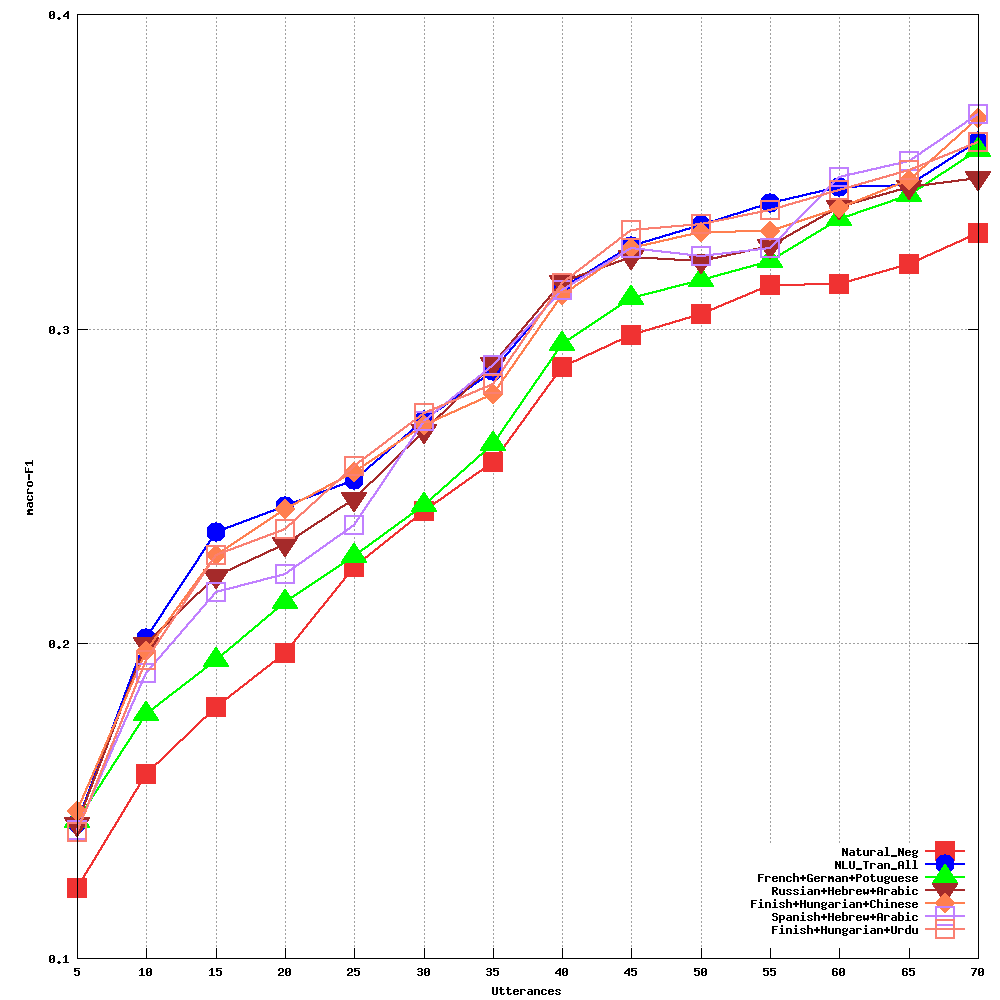 0.4
0.3
0.2
0.1
macro-F1
5 10 15 20 25 30 35 40 45 50 55 60 65 70
Utterances
Natural_Neg
NLU_Tran_All
French+German+Potuguese
Russian+Hebrew+Arabic
Finish+Hungarian+Chinese
Spanish+Hebrew+Arabic
Finish+Hungarian+Urdu